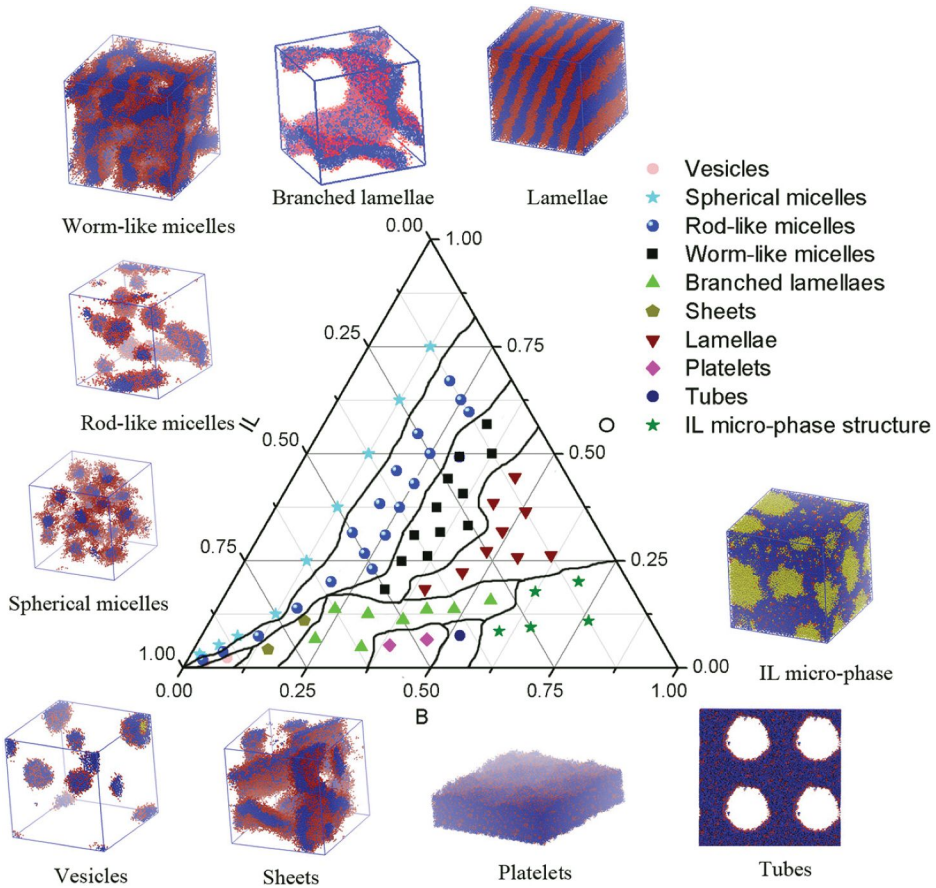 Worm-like micelles
Branched lamellae
Lamellae
Vesicles
Spherical micelles
Rod-like micelles
Worm-like micelles
Branched lamellaes
Sheets
Lamellae
Platelets
Tubes
IL micro-phase structure
0.00
1.00
0.25
0.75
Rod-like micelles
IL
O
0.50
0.50
0.75
0.25
Spherical micelles
1.00
0.00
0.00
0.25
0.50
0.75
1.00
B
IL micro-phase
Vesicles
Sheets
Platelets
Tubes